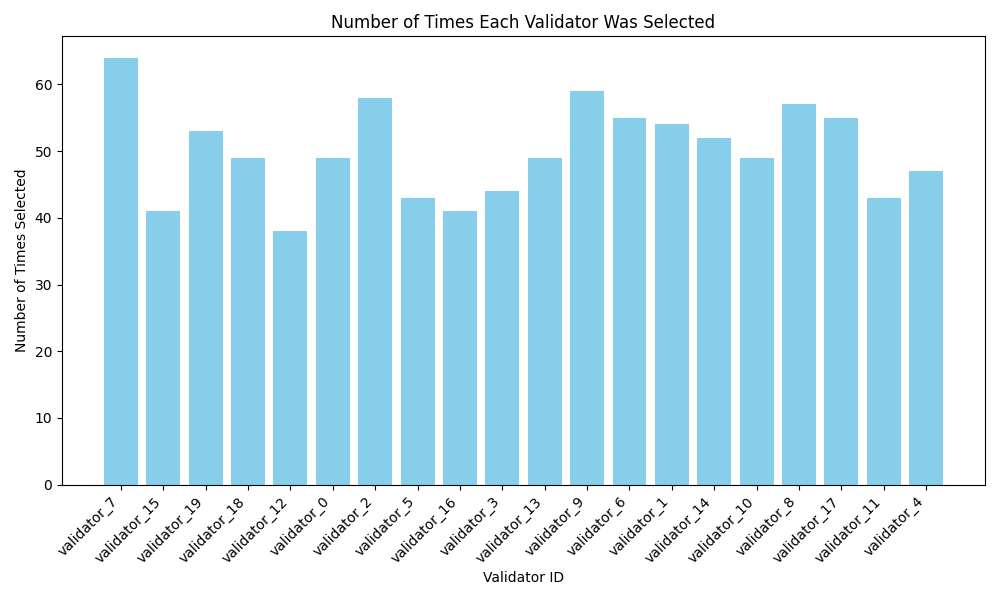 Number of Times Each Validator Was Selected
Number of Times Selected
60
50
40
30
20
10
0
validator_7
validator_15
validator_19
validator_18
validator_12
validator_0
validator_2
validator_5
validator_16
validator_3
validator_13
validator_9
validator_6
validator_1
validator_14
validator_10
validator_8
validator_17
validator_11
validator_4
Validator ID